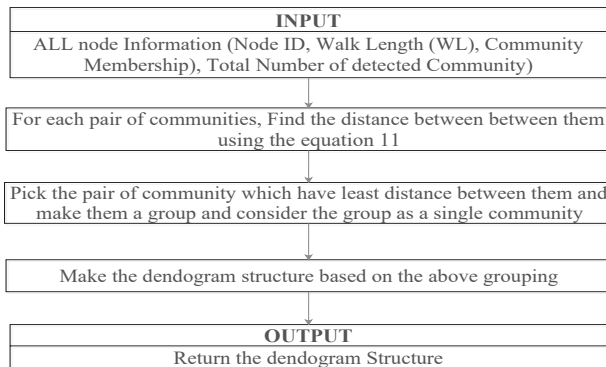 INPUT
ALL node Information (Node ID, Walk Length (WL), Community
Membership), Total Number of detected Community)
For each pair of communities, Find the distance between between them
using the equation 11
Pick the pair of community which have least distance between them and
make them a group and consider the group as a single community
Make the dendogram structure based on the above grouping
OUTPUT
Return the dendogram Structure